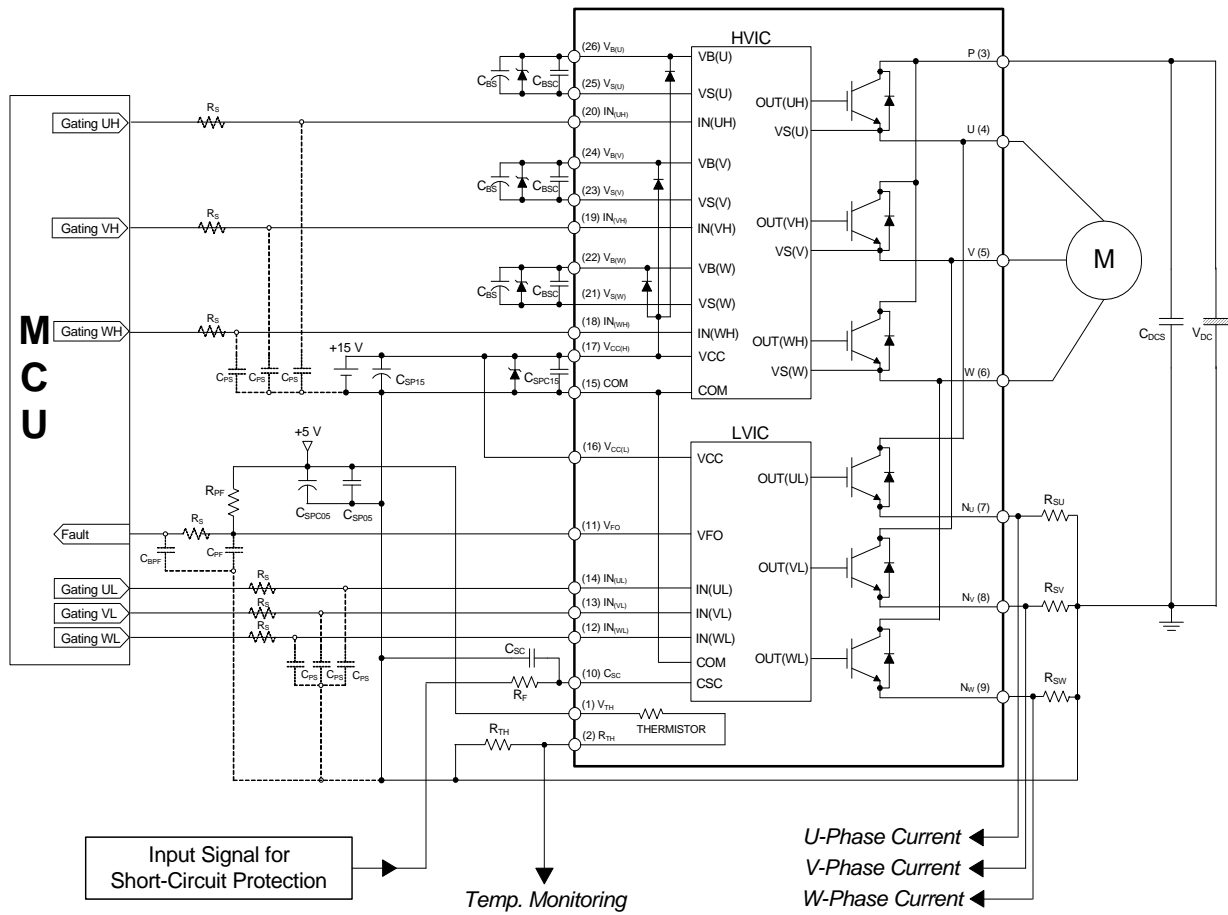 HVIC
(26) VB(U)
VB(U)
P (3)
CBS
CBSC
(25) VS(U)
VS(U)
OUT(UH)
RS
Gating UH
(20) IN(UH)
IN(UH)
VS(U)
U (4)
(24) VB(V)
VB(V)
CBS
CBSC
(23) VS(V)
VS(V)
RS
Gating VH
(19) IN(VH)
IN(VH)
OUT(VH)
VS(V)
V (5)
M
(22) VB(W)
VB(W)
CBS
CBSC
(21) VS(W)
VS(W)
RS
Gating WH
(18) IN(WH)
IN(WH)
OUT(WH)
CDCS
VDC
MCU
+15 V
(17) VCC(H)
VCC
VS(W)
W (6)
CPS
CPS
CPS
CSP15
CSPC15
(15) COM
COM
+5 V
LVIC
(16) VCC(L)
VCC
OUT(UL)
RPF
CSPC05
CSP05
NU (7)
RSU
RS
Fault
(11) VFO
VFO
CBPF
CPF
OUT(VL)
RS
Gating UL
(14) IN(UL)
IN(UL)
RS
Gating VL
(13) IN(VL)
IN(VL)
NV (8)
RSV
RS
Gating WL
(12) IN(WL)
IN(WL)
CPS
CPS
CPS
CSC
COM
OUT(WL)
RF
(10) CSC
CSC
NW (9)
RSW
(1) VTH
THERMISTOR
RTH
(2) RTH
Input Signal for
Short-Circuit Protection
Temp. Monitoring
U-Phase Current
V-Phase Current
W-Phase Current